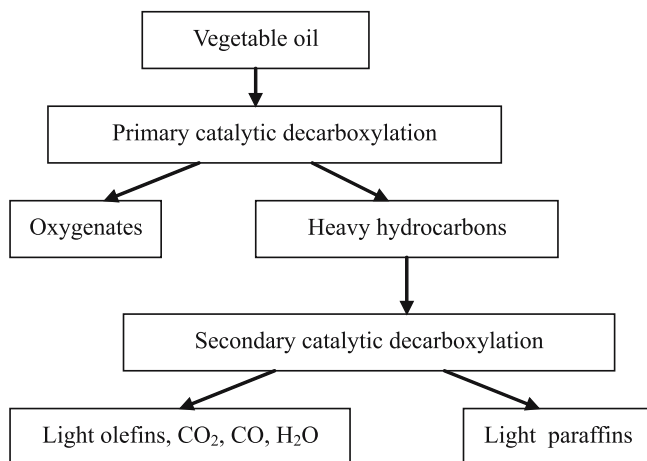 Vegetable oil
Primary catalytic decarboxylation
Oxygenates
Heavy hydrocarbons
Secondary catalytic decarboxylation
Light olefins, CO₂, CO, H₂O
Light paraffins